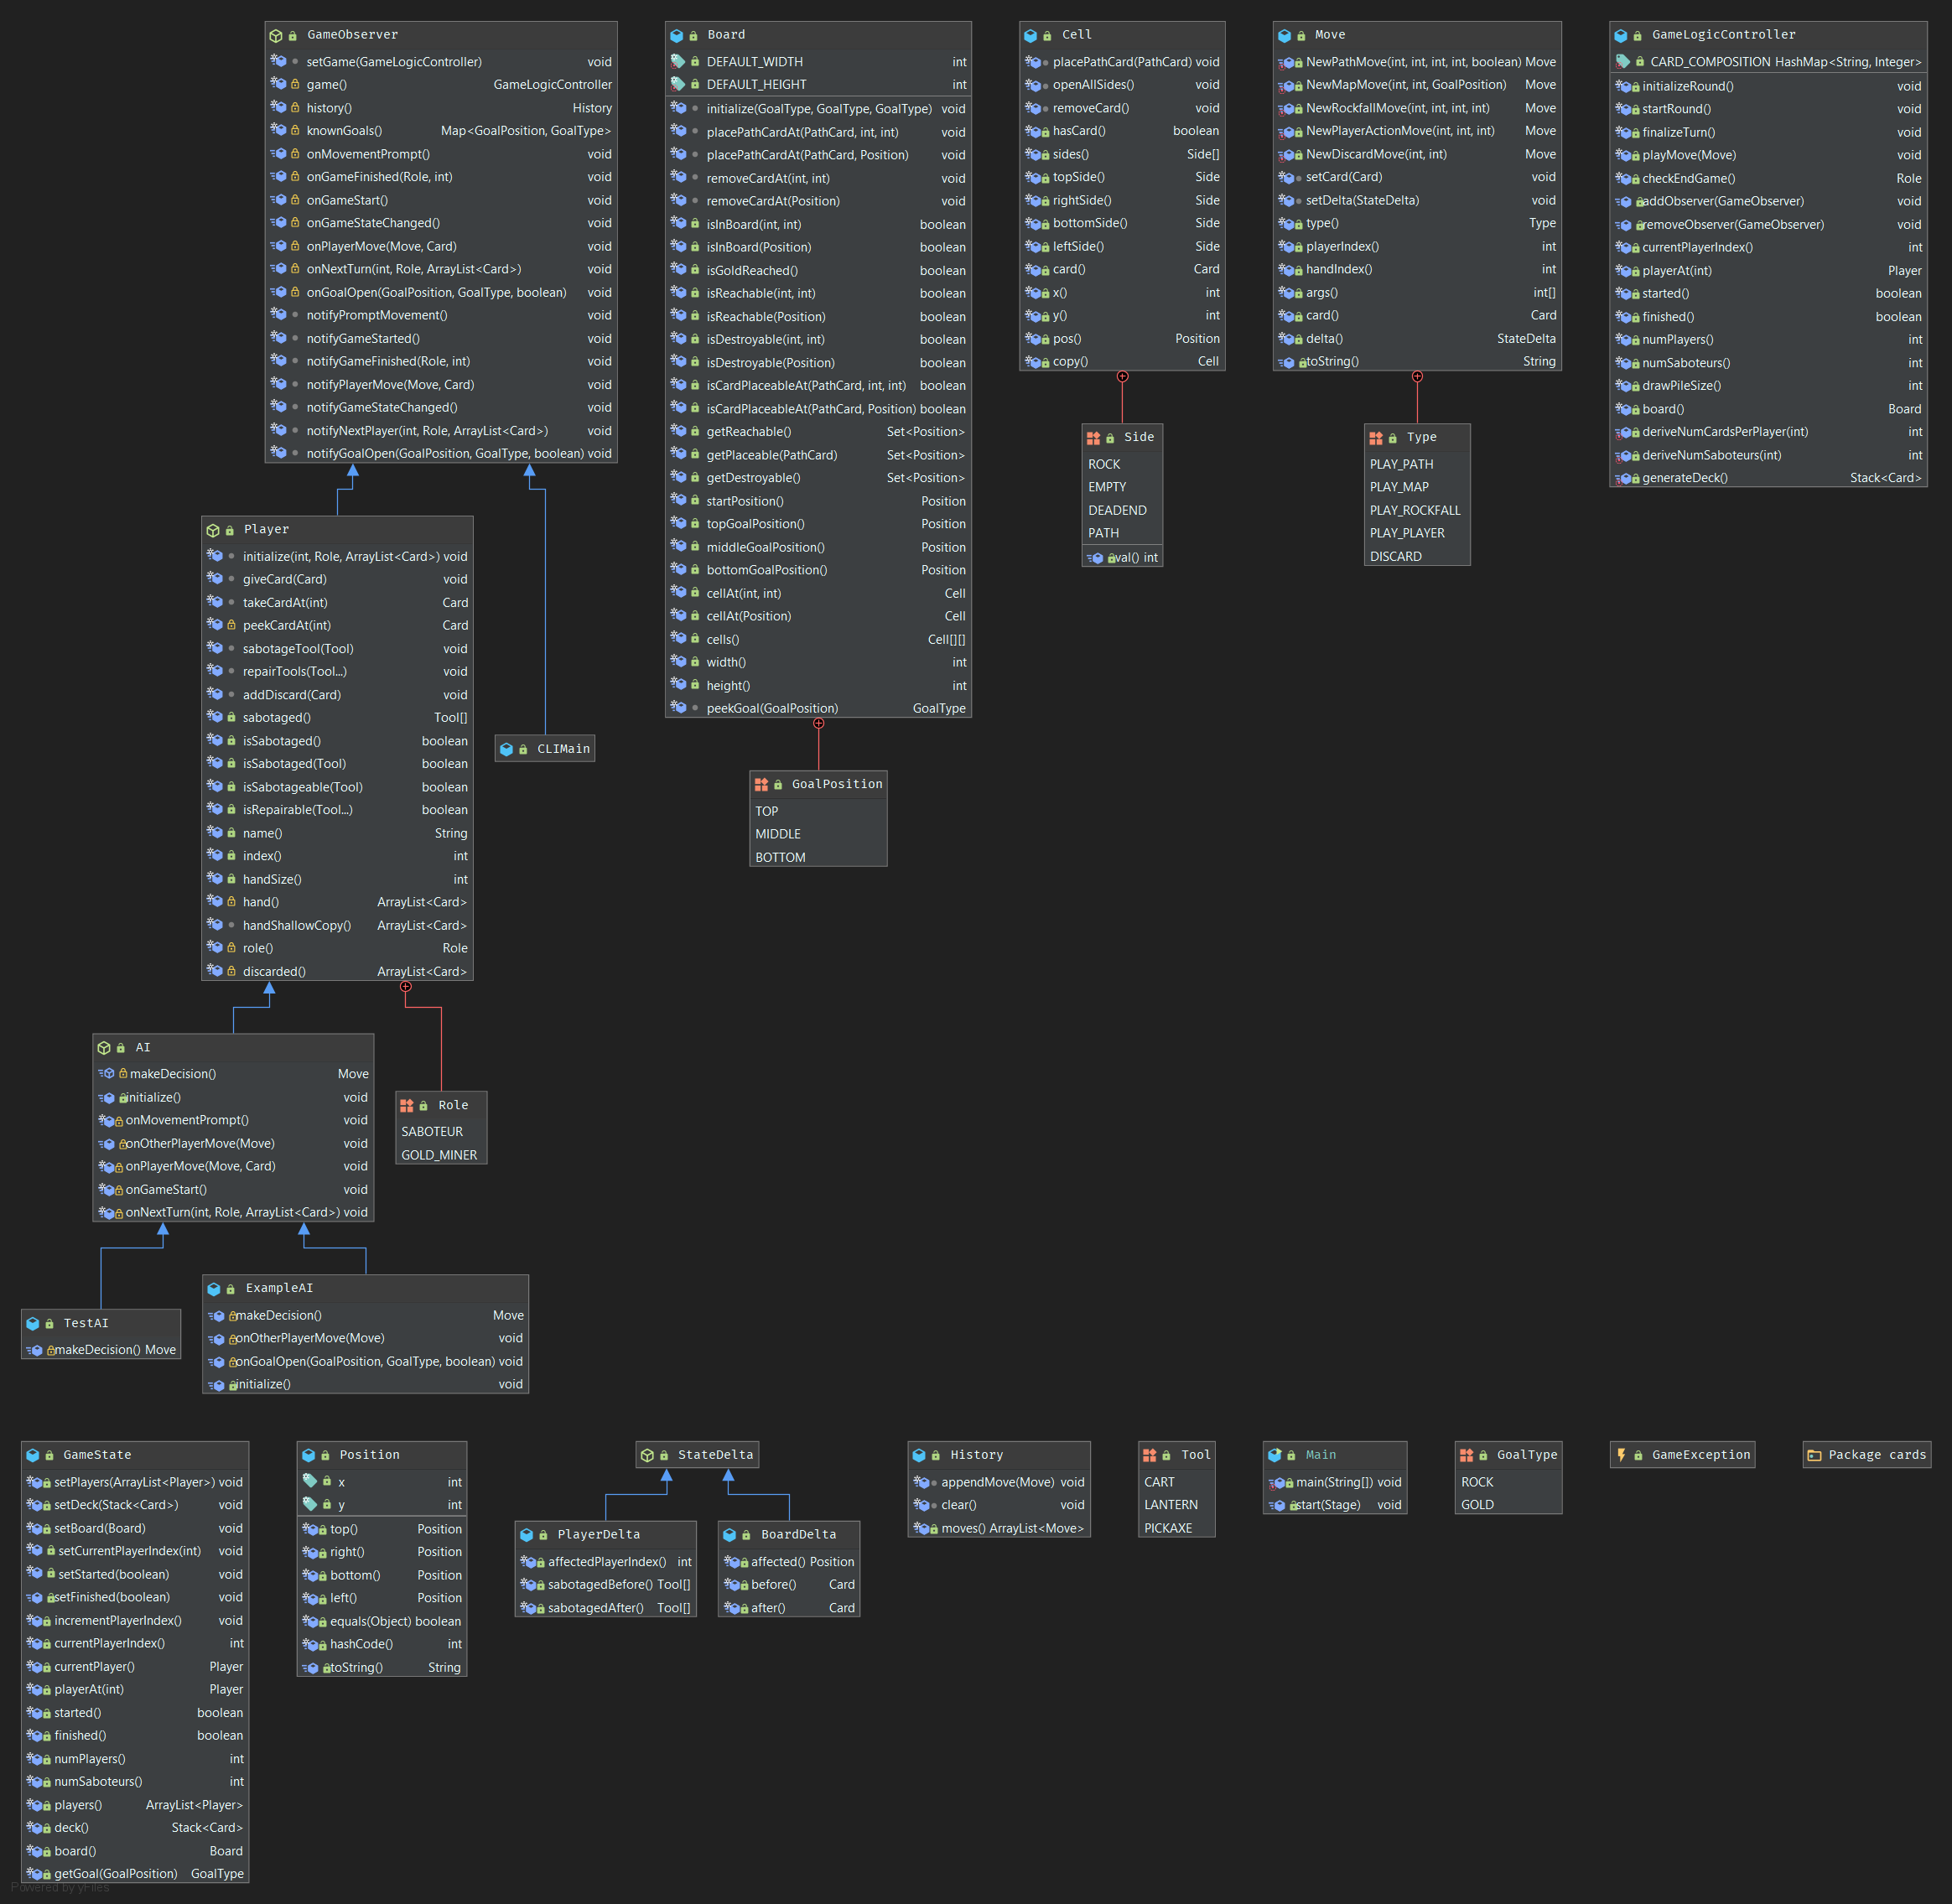 GameObserver
setGame(GameLogicController) void
game() GameLogicController
history() History
knownGoals() Map<GoalPosition, GoalType>
onMovementPrompt() void
onGameFinished(Role, int) void
onGameStart() void
onGameStateChanged() void
onPlayerMove(Move, Card) void
onNextTurn(int, Role, ArrayList<Card>) void
onGoalOpen(GoalPosition, GoalType, boolean) void
notifyPromptMovement() void
notifyGameStarted() void
notifyGameFinished(Role, int) void
notifyPlayerMove(Move, Card) void
notifyGameStateChanged() void
notifyNextPlayer(int, Role, ArrayList<Card>) void
notifyGoalOpen(GoalPosition, GoalType, boolean) void
Board
DEFAULT_WIDTH int
DEFAULT_HEIGHT int
initialize(GoalType, GoalType, GoalType) void
placePathCardAt(PathCard, int, int) void
placePathCardAt(PathCard, Position) void
removeCardAt(int, int) void
removeCardAt(Position) void
isInBoard(int, int) boolean
isInBoard(Position) boolean
isGoldReached() boolean
isReachable(int, int) boolean
isReachable(Position) boolean
isDestroyable(int, int) boolean
isDestroyable(Position) boolean
isCardPlaceableAt(PathCard, int, int) boolean
isCardPlaceableAt(PathCard, Position) boolean
getReachable() Set<Position>
getPlaceable(PathCard) Set<Position>
getDestroyable() Set<Position>
startPosition() Position
topGoalPosition() Position
middleGoalPosition() Position
bottomGoalPosition() Position
cellAt(int, int) Cell
cellAt(Position) Cell
cells() Cell[][]
width() int
height() int
peekGoal(GoalPosition) GoalType
Cell
placePathCard(PathCard) void
openAllSides() void
removeCard() void
hasCard() boolean
sides() Side[]
topSide() Side
rightSide() Side
bottomSide() Side
leftSide() Side
card() Card
x() int
y() int
pos() Position
copy() Cell
Move
NewPathMove(int, int, int, int, boolean) Move
NewMapMove(int, int, GoalPosition) Move
NewRockfallMove(int, int, int, int) Move
NewPlayerActionMove(int, int, int) Move
NewDiscardMove(int, int) Move
setCard(Card) void
setDelta(StateDelta) void
type() Type
playerIndex() int
handIndex() int
args() int[]
card() Card
delta() StateDelta
toString() String
GameLogicController
CARD_COMPOSITION HashMap<String, Integer>
initializeRound() void
startRound() void
finalizeTurn() void
playMove(Move) void
checkEndGame() Role
addObserver(GameObserver) void
removeObserver(GameObserver) void
currentPlayerIndex() int
playerAt(int) Player
started() boolean
finished() boolean
numPlayers() int
numSaboteurs() int
drawPileSize() int
board() Board
deriveNumCardsPerPlayer(int) int
deriveNumSaboteurs(int) int
generateDeck() Stack<Card>
Side
ROCK
EMPTY
DEADEND
PATH
val() int
Type
PLAY_PATH
PLAY_MAP
PLAY_ROCKFALL
PLAY_PLAYER
DISCARD
Player
initialize(int, Role, ArrayList<Card>) void
giveCard(Card) void
takeCardAt(int) Card
peekCardAt(int) Card
sabotageTool(Tool) void
repairTools(Tool...) void
addDiscard(Card) void
sabotaged() Tool[]
isSabotaged() boolean
isSabotaged(Tool) boolean
isSabotageable(Tool) boolean
isRepairable(Tool...) boolean
name() String
index() int
handSize() int
hand() ArrayList<Card>
handShallowCopy() ArrayList<Card>
role() Role
discarded() ArrayList<Card>
CLIMain
GoalPosition
TOP
MIDDLE
BOTTOM
AI
makeDecision() Move
initialize() void
onMovementPrompt() void
onOtherPlayerMove(Move) void
onPlayerMove(Move, Card) void
onGameStart() void
onNextTurn(int, Role, ArrayList<Card>) void
Role
SABOTEUR
GOLD_MINER
TestAI
makeDecision() Move
ExampleAI
makeDecision() Move
onOtherPlayerMove(Move) void
onGoalOpen(GoalPosition, GoalType, boolean) void
initialize() void
GameState
setPlayers(ArrayList<Player>) void
setDeck(Stack<Card>) void
setBoard(Board) void
setCurrentPlayerIndex(int) void
setStarted(boolean) void
setFinished(boolean) void
incrementPlayerIndex() void
currentPlayerIndex() int
currentPlayer() Player
playerAt(int) Player
started() boolean
finished() boolean
numPlayers() int
numSaboteurs() int
players() ArrayList<Player>
deck() Stack<Card>
board() Board
getGoal(GoalPosition) GoalType
Position
x int
y int
top() Position
right() Position
bottom() Position
left() Position
equals(Object) boolean
hashCode() int
toString() String
StateDelta
PlayerDelta
affectedPlayerIndex() int
sabotagedBefore() Tool[]
sabotagedAfter() Tool[]
BoardDelta
affected() Position
before() Card
after() Card
History
appendMove(Move) void
clear() void
moves() ArrayList<Move>
Tool
CART
LANTERN
PICKAXE
Main
main(String[]) void
start(Stage) void
GoalType
ROCK
GOLD
GameException
Package cards
Powered by yFiles